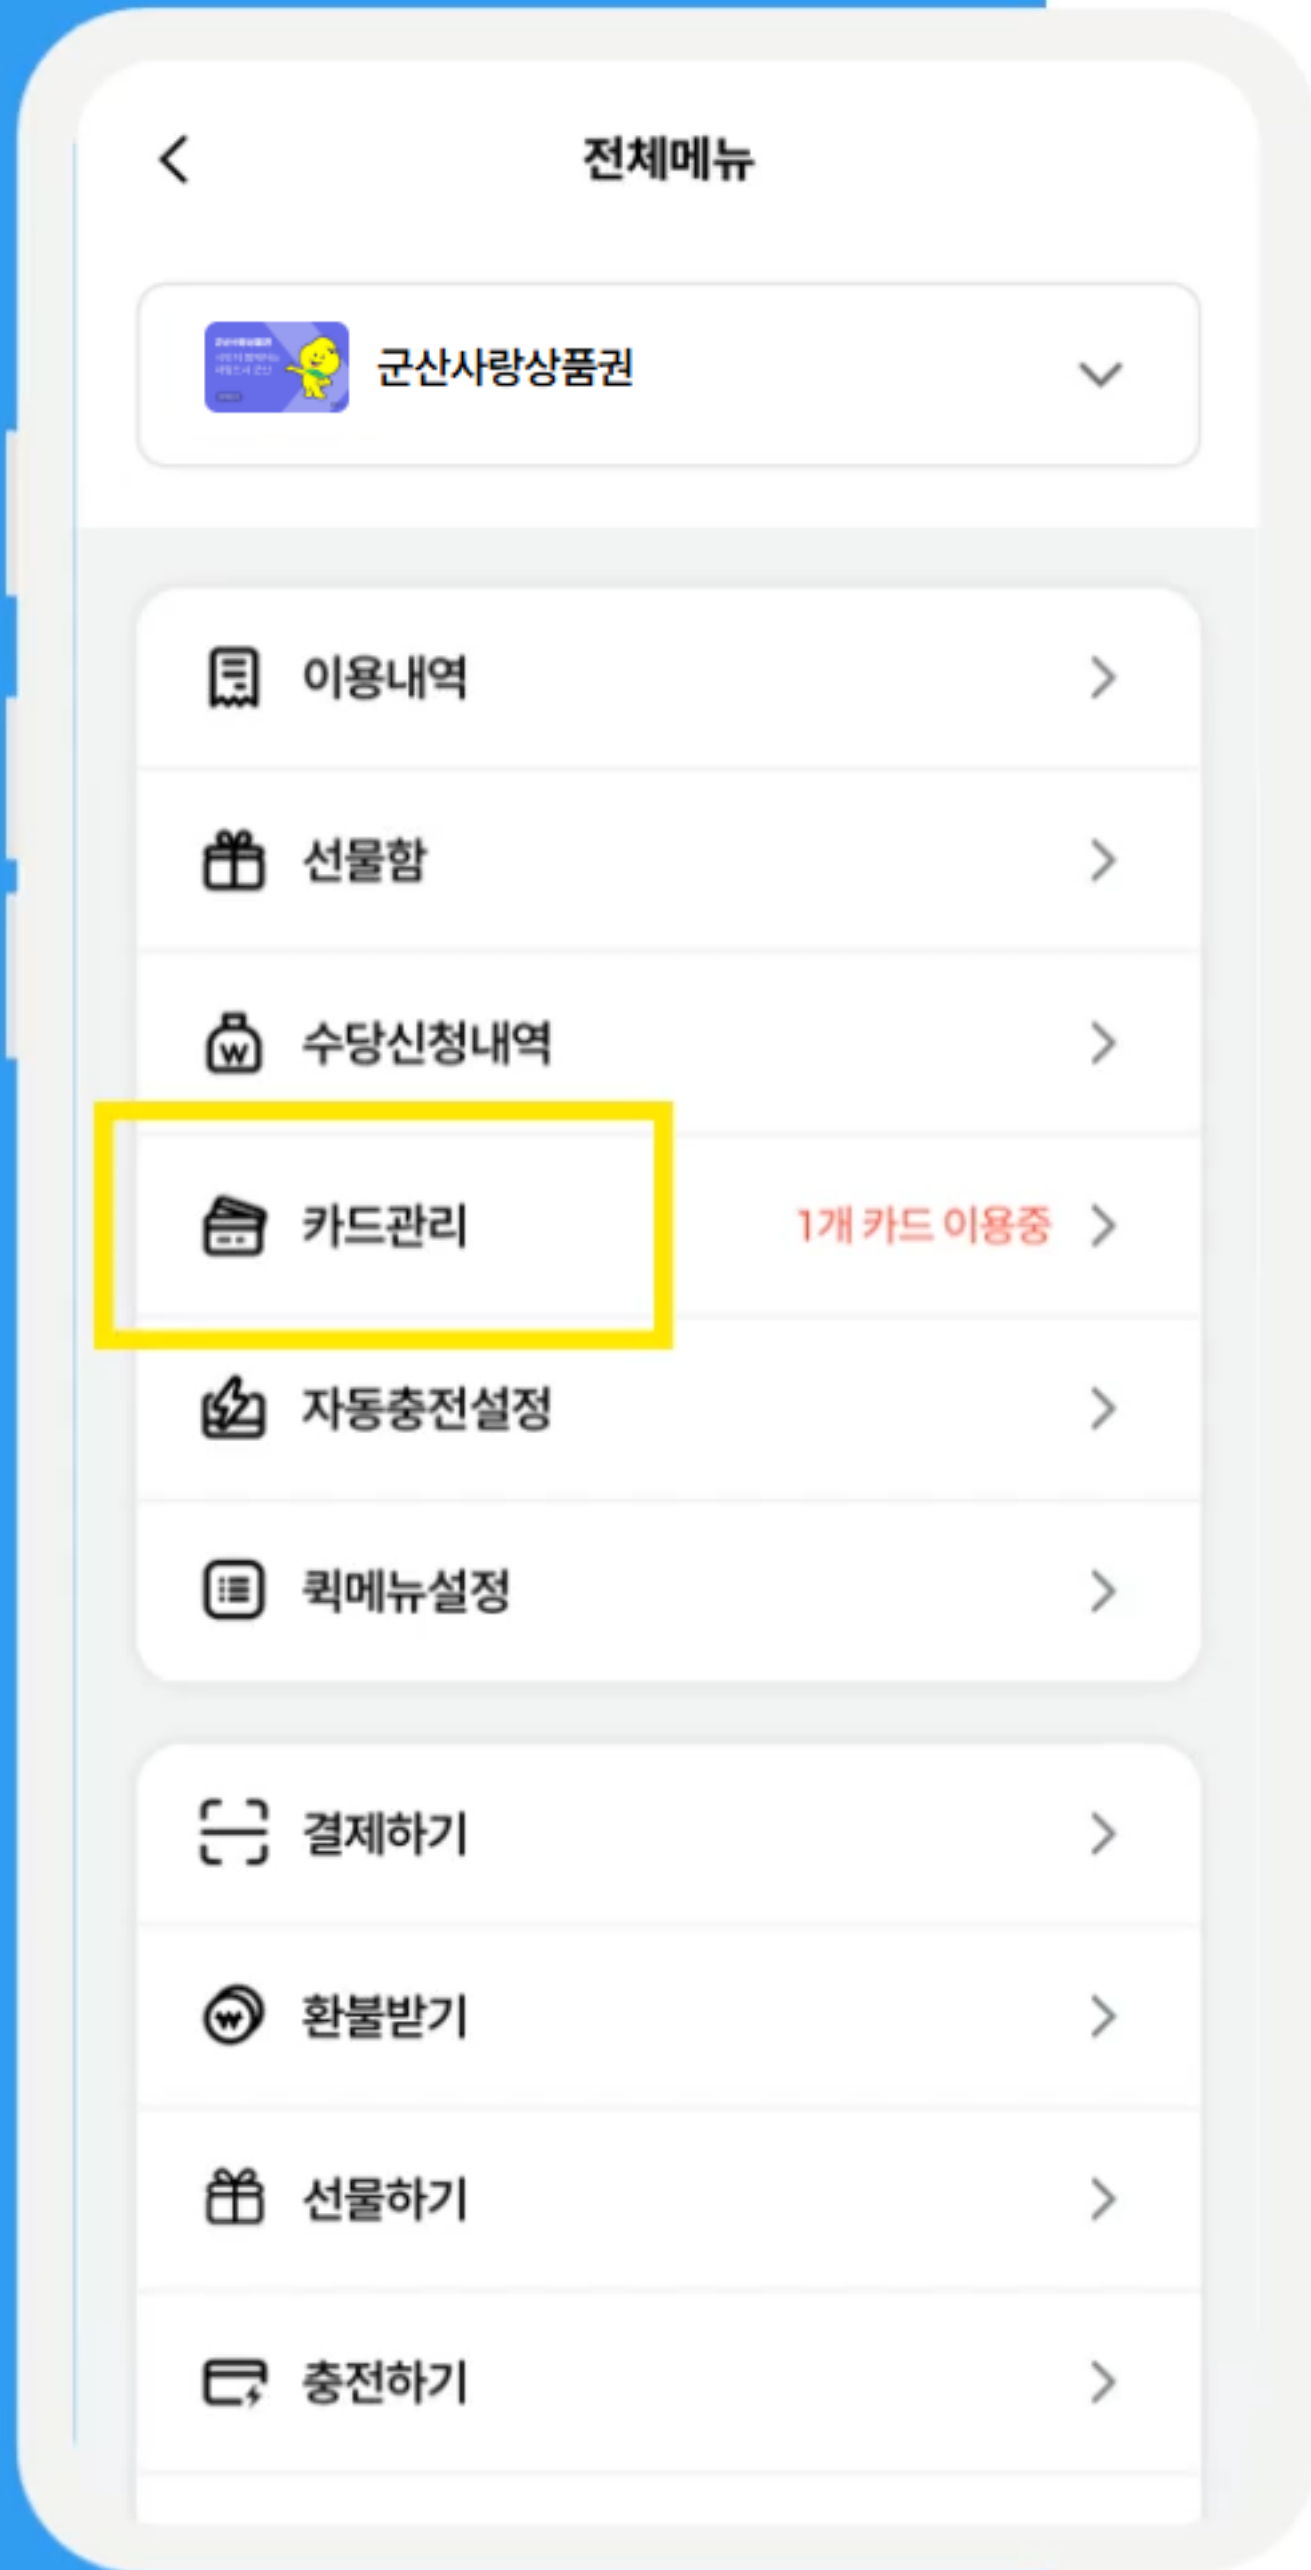 전체메뉴
군산사랑상품권
이용내역
선물함
수당신청내역
카드관리
1개 카드 이용중
자동충전설정
퀵메뉴설정
결제하기
환불받기
선물하기
충전하기